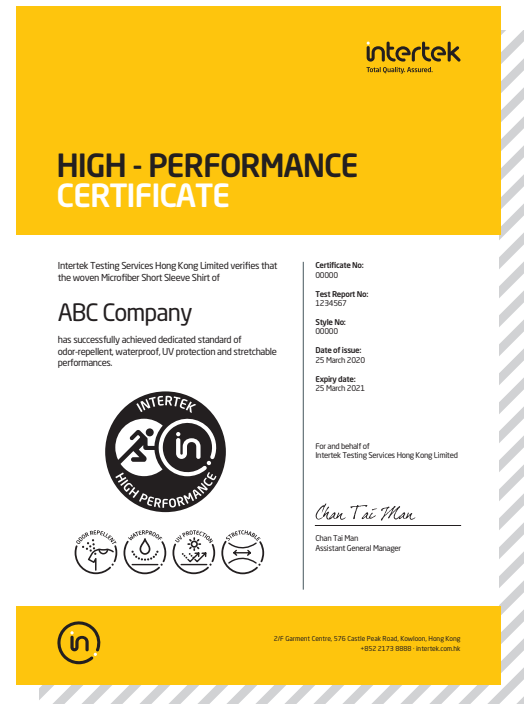 intertek
Total Quality. Assured.
HIGH - PERFORMANCE
CERTIFICATE
Intertek Testing Services Hong Kong Limited verifies that
the woven Microfiber Short Sleeve Shirt of
ABC Company
has successfully achieved dedicated standard of
odor-repellent, waterproof, UV protection and stretchable
performances.
INTERTEK
in
HIGH PERFORMANCE
ODOR REPELLENT
WATERPROOF
UV PROTECTION
STRETCHABLE
Certificate No:
00000
Test Report No:
1234567
Style No:
00000
Date of issue:
25 March 2020
Expiry date:
25 March 2021
For and behalf of
Intertek Testing Services Hong Kong Limited
Chan Tai Man
Chan Tai Man
Assistant General Manager
in
2/F Garment Centre, 576 Castle Peak Road, Kowloon, Hong Kong
+852 2173 8888 · intertek.com.hk